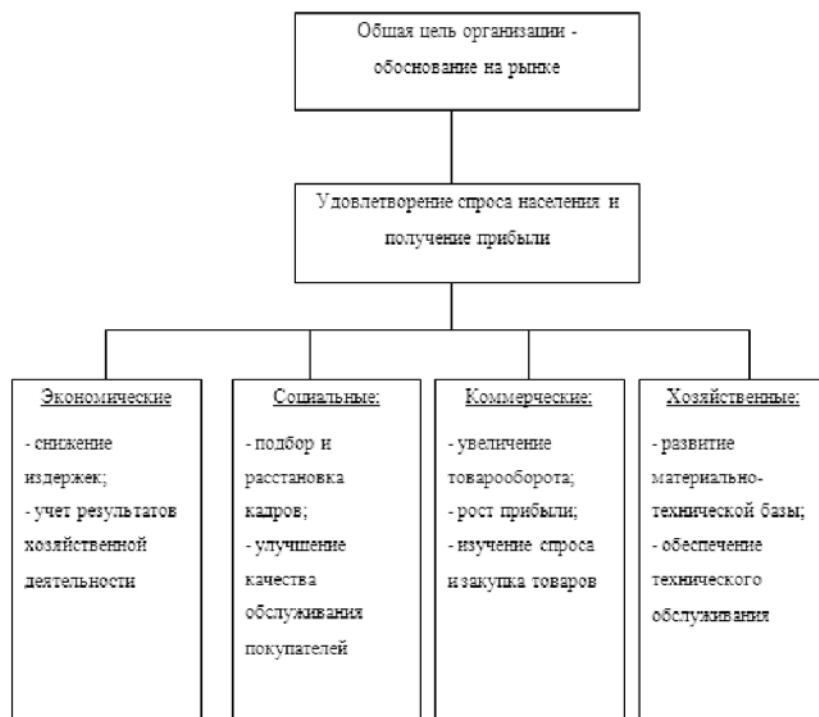 Общая цель организации -
обоснование на рынке
Удовлетворение спроса населения и
получение прибыли
Экономические
- снижение
издержек;
- учет результатов
хозяйственной
деятельности
Социальные:
- подбор и
расстановка
кадров;
- улучшение
качества
обслуживания
покупателей
Коммерческие:
- увеличение
товарооборота;
- рост прибыли;
- изучение спроса
и закупка товаров
Хозяйственные:
- развитие
материально-
технической базы;
- обеспечение
технического
обслуживания